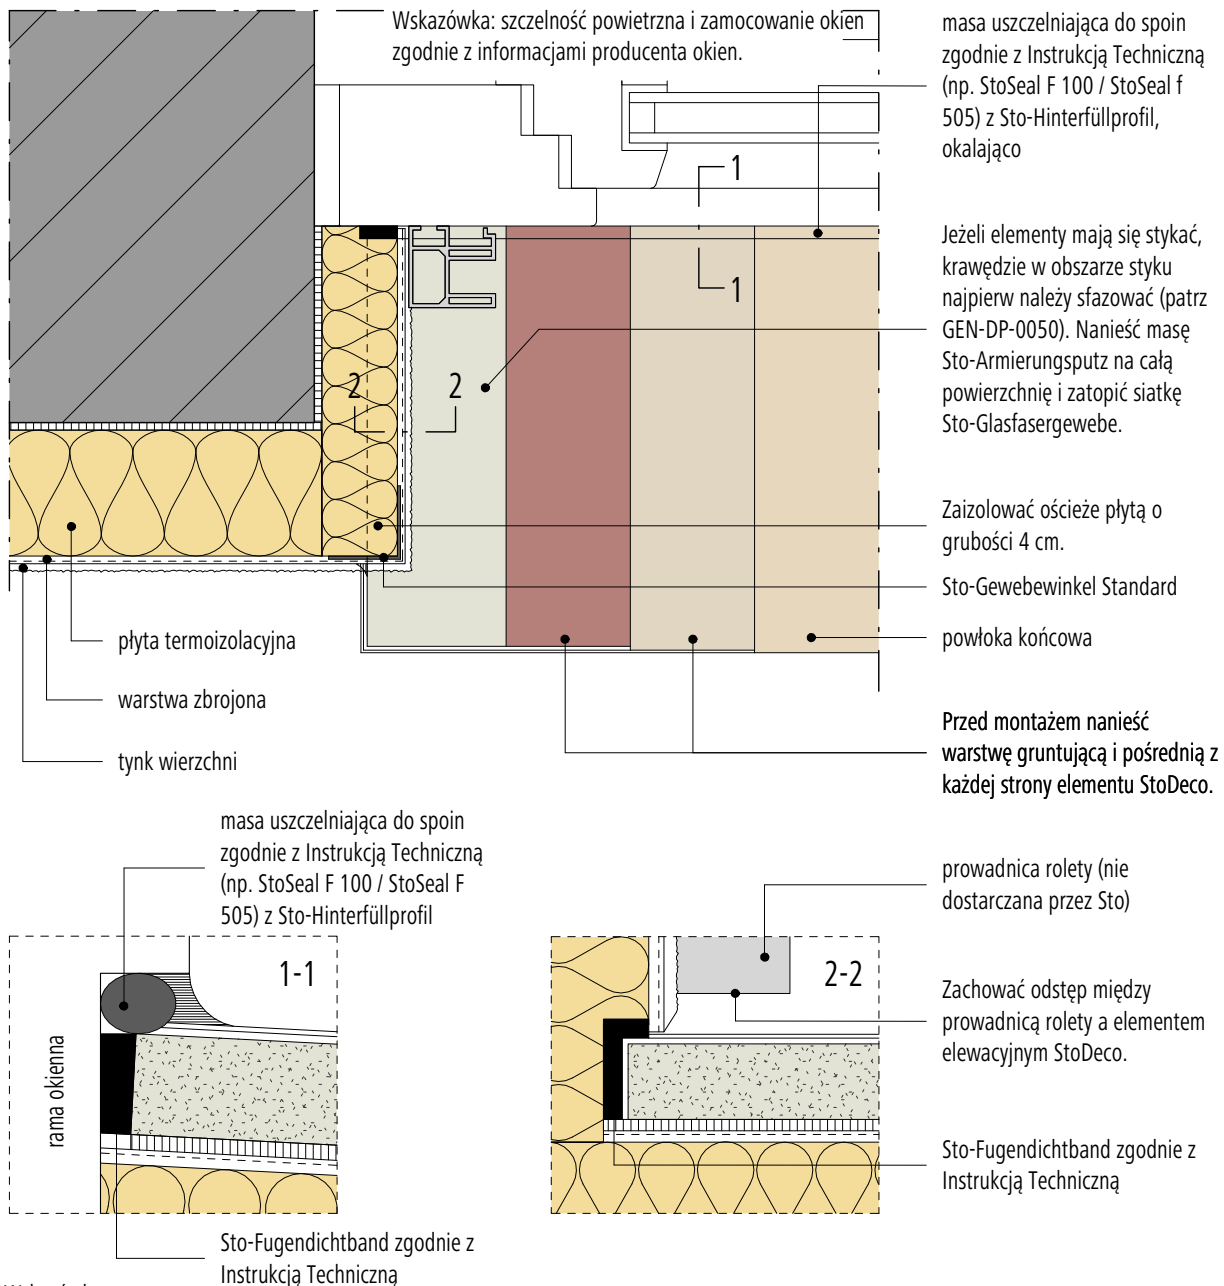 Wskazówka: szczelność powietrzna i zamocowanie okien
zgodnie z informacjami producenta okien.
masa uszczelniająca do spoin
zgodnie z Instrukcją Techniczną
(np. StoSeal F 100 / StoSeal f
505) z Sto-Hinterfüllprofil,
okalająco
1
1
Jeżeli elementy mają się stykać,
krawędzie w obszarze styku
najpierw należy sfazować (patrz
GEN-DP-0050). Nanieść masę
Sto-Armierungsputz na całą
powierzchnię i zatopić siatkę
Sto-Glasfasergewebe.
2 2
Zaizolować ościeże płytą o
grubości 4 cm.
Sto-Gewebewinkel Standard
powłoka końcowa
płyta termoizolacyjna
warstwa zbrojona
tynk wierzchni
Przed montażem nanieść
warstwę gruntującą i pośrednią z
każdej strony elementu StoDeco.
masa uszczelniająca do spoin
zgodnie z Instrukcją Techniczną
(np. StoSeal F 100 / StoSeal F
505) z Sto-Hinterfüllprofil
1-1
rama okienna
Sto-Fugendichtband zgodnie z
Instrukcją Techniczną
2-2
prowadnica rolety (nie
dostarczana przez Sto)
Zachować odstęp między
prowadnicą rolety a elementem
elewacyjnym StoDeco.
Sto-Fugendichtband zgodnie z
Instrukcją Techniczną